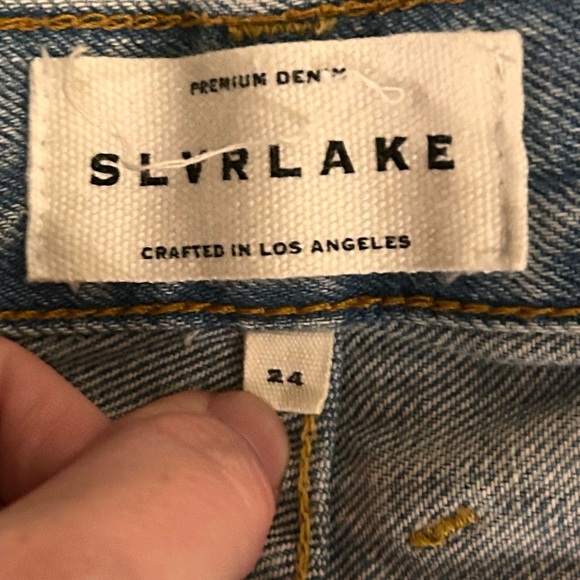 PREMIUM DENIM
SLVRLAKE
CRAFTED IN LOS ANGELES
24